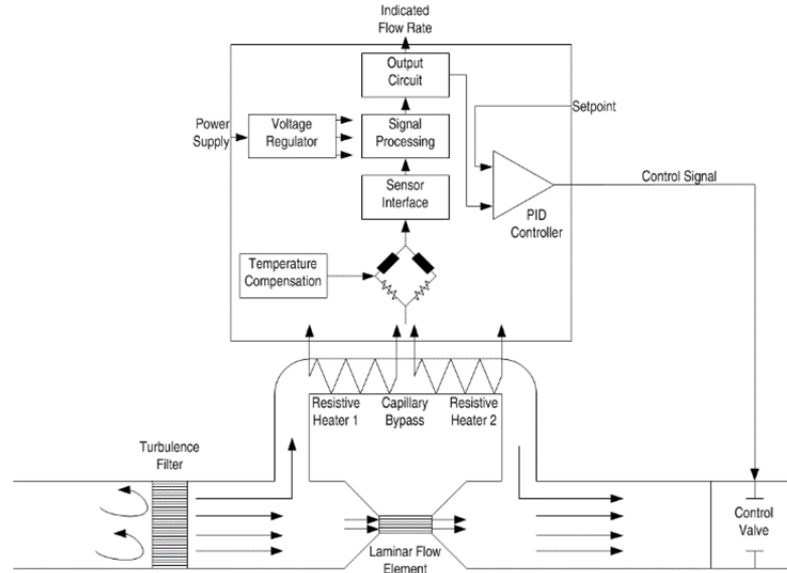 Indicated
Flow Rate
Output
Circuit
Setpoint
Power
Supply
Voltage
Regulator
Signal
Processing
Control Signal
Sensor
Interface
PID
Controller
Temperature
Compensation
Resistive
Heater 1
Capillary
Bypass
Resistive
Heater 2
Turbulence
Filter
Control
Valve
Laminar Flow
Element